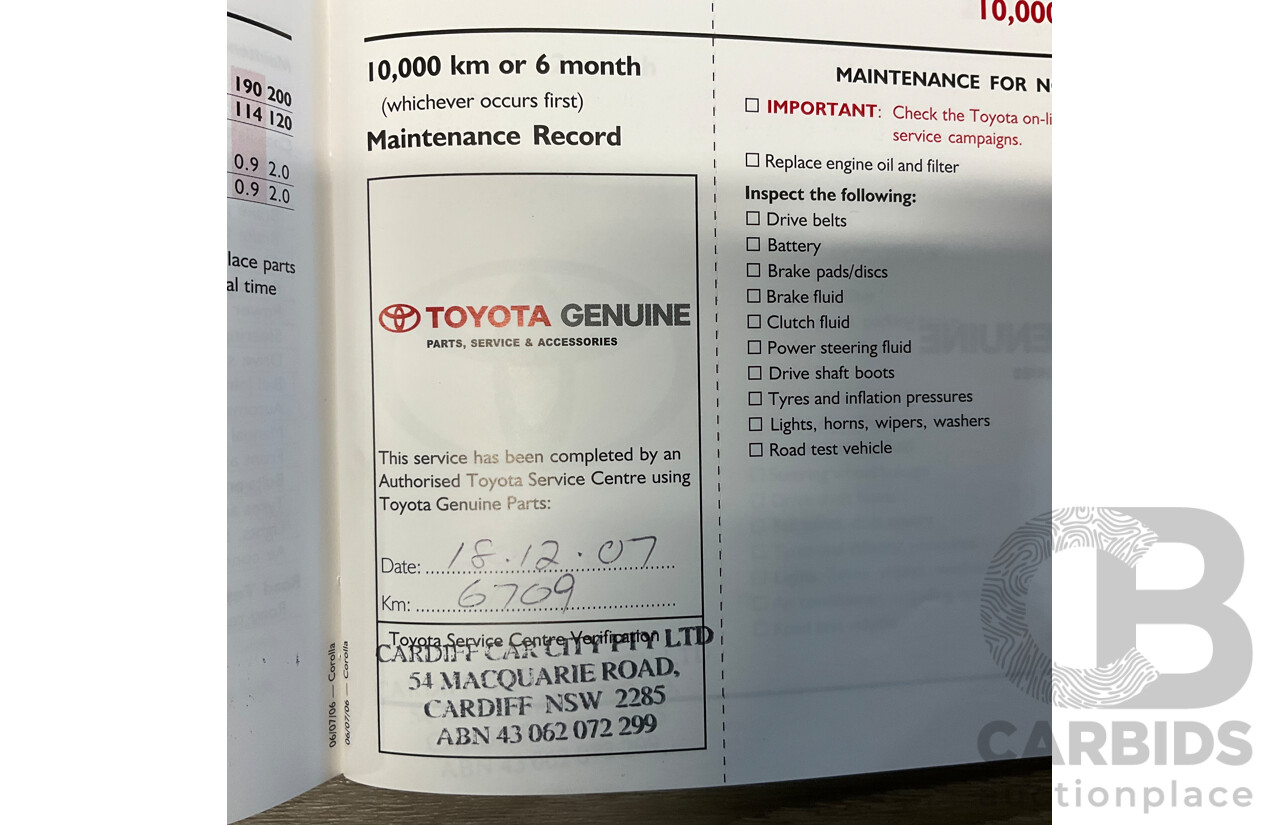 190 200
114 120
0.9 2.0
0.9 2.0
lace parts
al time
10,000 km or 6 month
(whichever occurs first)
Maintenance Record
TOYOTA GENUINE
PARTS, SERVICE & ACCESSORIES
This service has been completed by an
Authorised Toyota Service Centre using
Toyota Genuine Parts:
Date: 18.12.07
Km: 6709
Toyota Service Centre Verification
CARDIFF CAR CITY PTY LTD
54 MACQUARIE ROAD,
CARDIFF NSW 2285
ABN 43 062 072 299
06/07/06 — Corolla
06/07/06 — Corolla
10,000
MAINTENANCE FOR N
IMPORTANT: Check the Toyota on-li
service campaigns.
Replace engine oil and filter
Inspect the following:
Drive belts
Battery
Brake pads/discs
Brake fluid
Clutch fluid
Power steering fluid
Drive shaft boots
Tyres and inflation pressures
Lights, horns, wipers, washers
Road test vehicle
CARBIDS
auctionplace